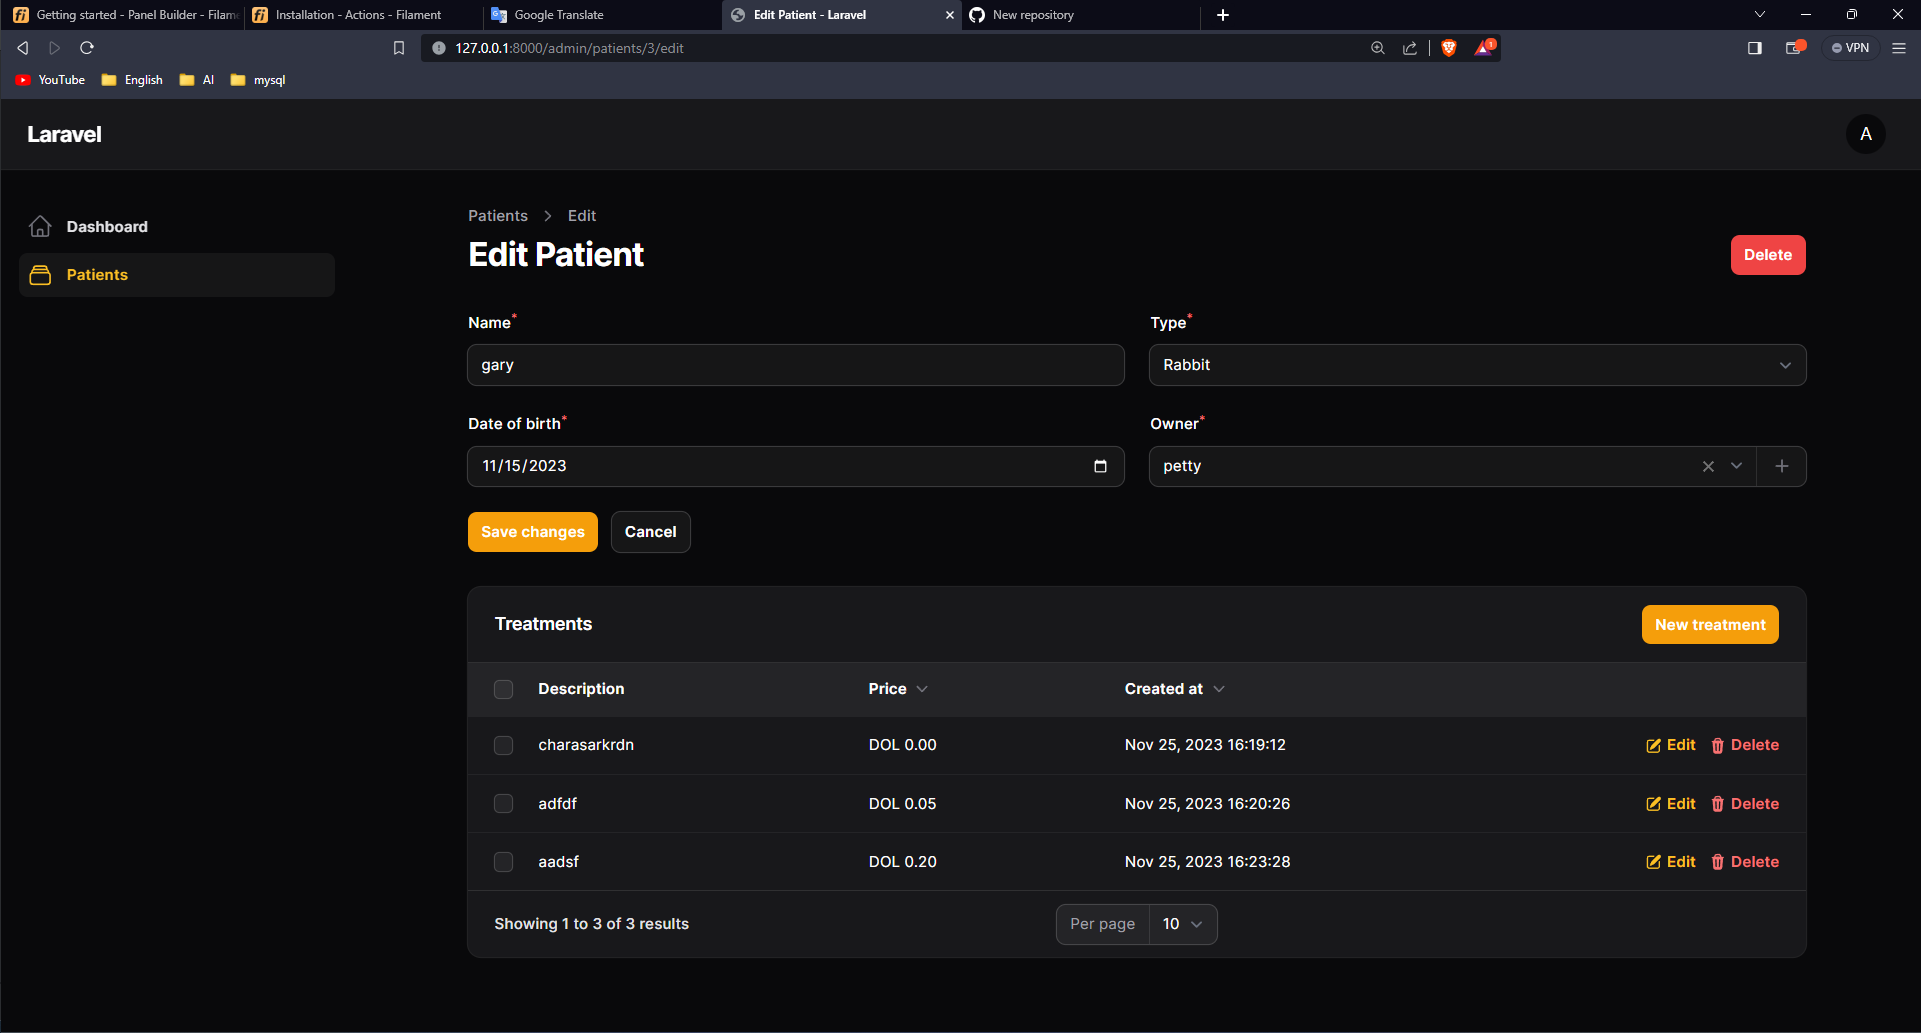 Getting started - Panel Builder - Filam
Installation - Actions - Filament
Google Translate
Edit Patient - Laravel
New repository
127.0.0.1:8000/admin/patients/3/edit
1
VPN
YouTube
English
AI
mysql
Laravel
A
Dashboard
Patients
Patients > Edit
Edit Patient
Delete
Name*
Type*
gary
Rabbit
Date of birth*
Owner*
11/15/2023
petty
Save changes
Cancel
Treatments
New treatment
Description Price Created at
charasarkrdn DOL 0.00 Nov 25, 2023 16:19:12 Edit Delete
adfdf DOL 0.05 Nov 25, 2023 16:20:26 Edit Delete
aadsf DOL 0.20 Nov 25, 2023 16:23:28 Edit Delete
Showing 1 to 3 of 3 results
Per page 10